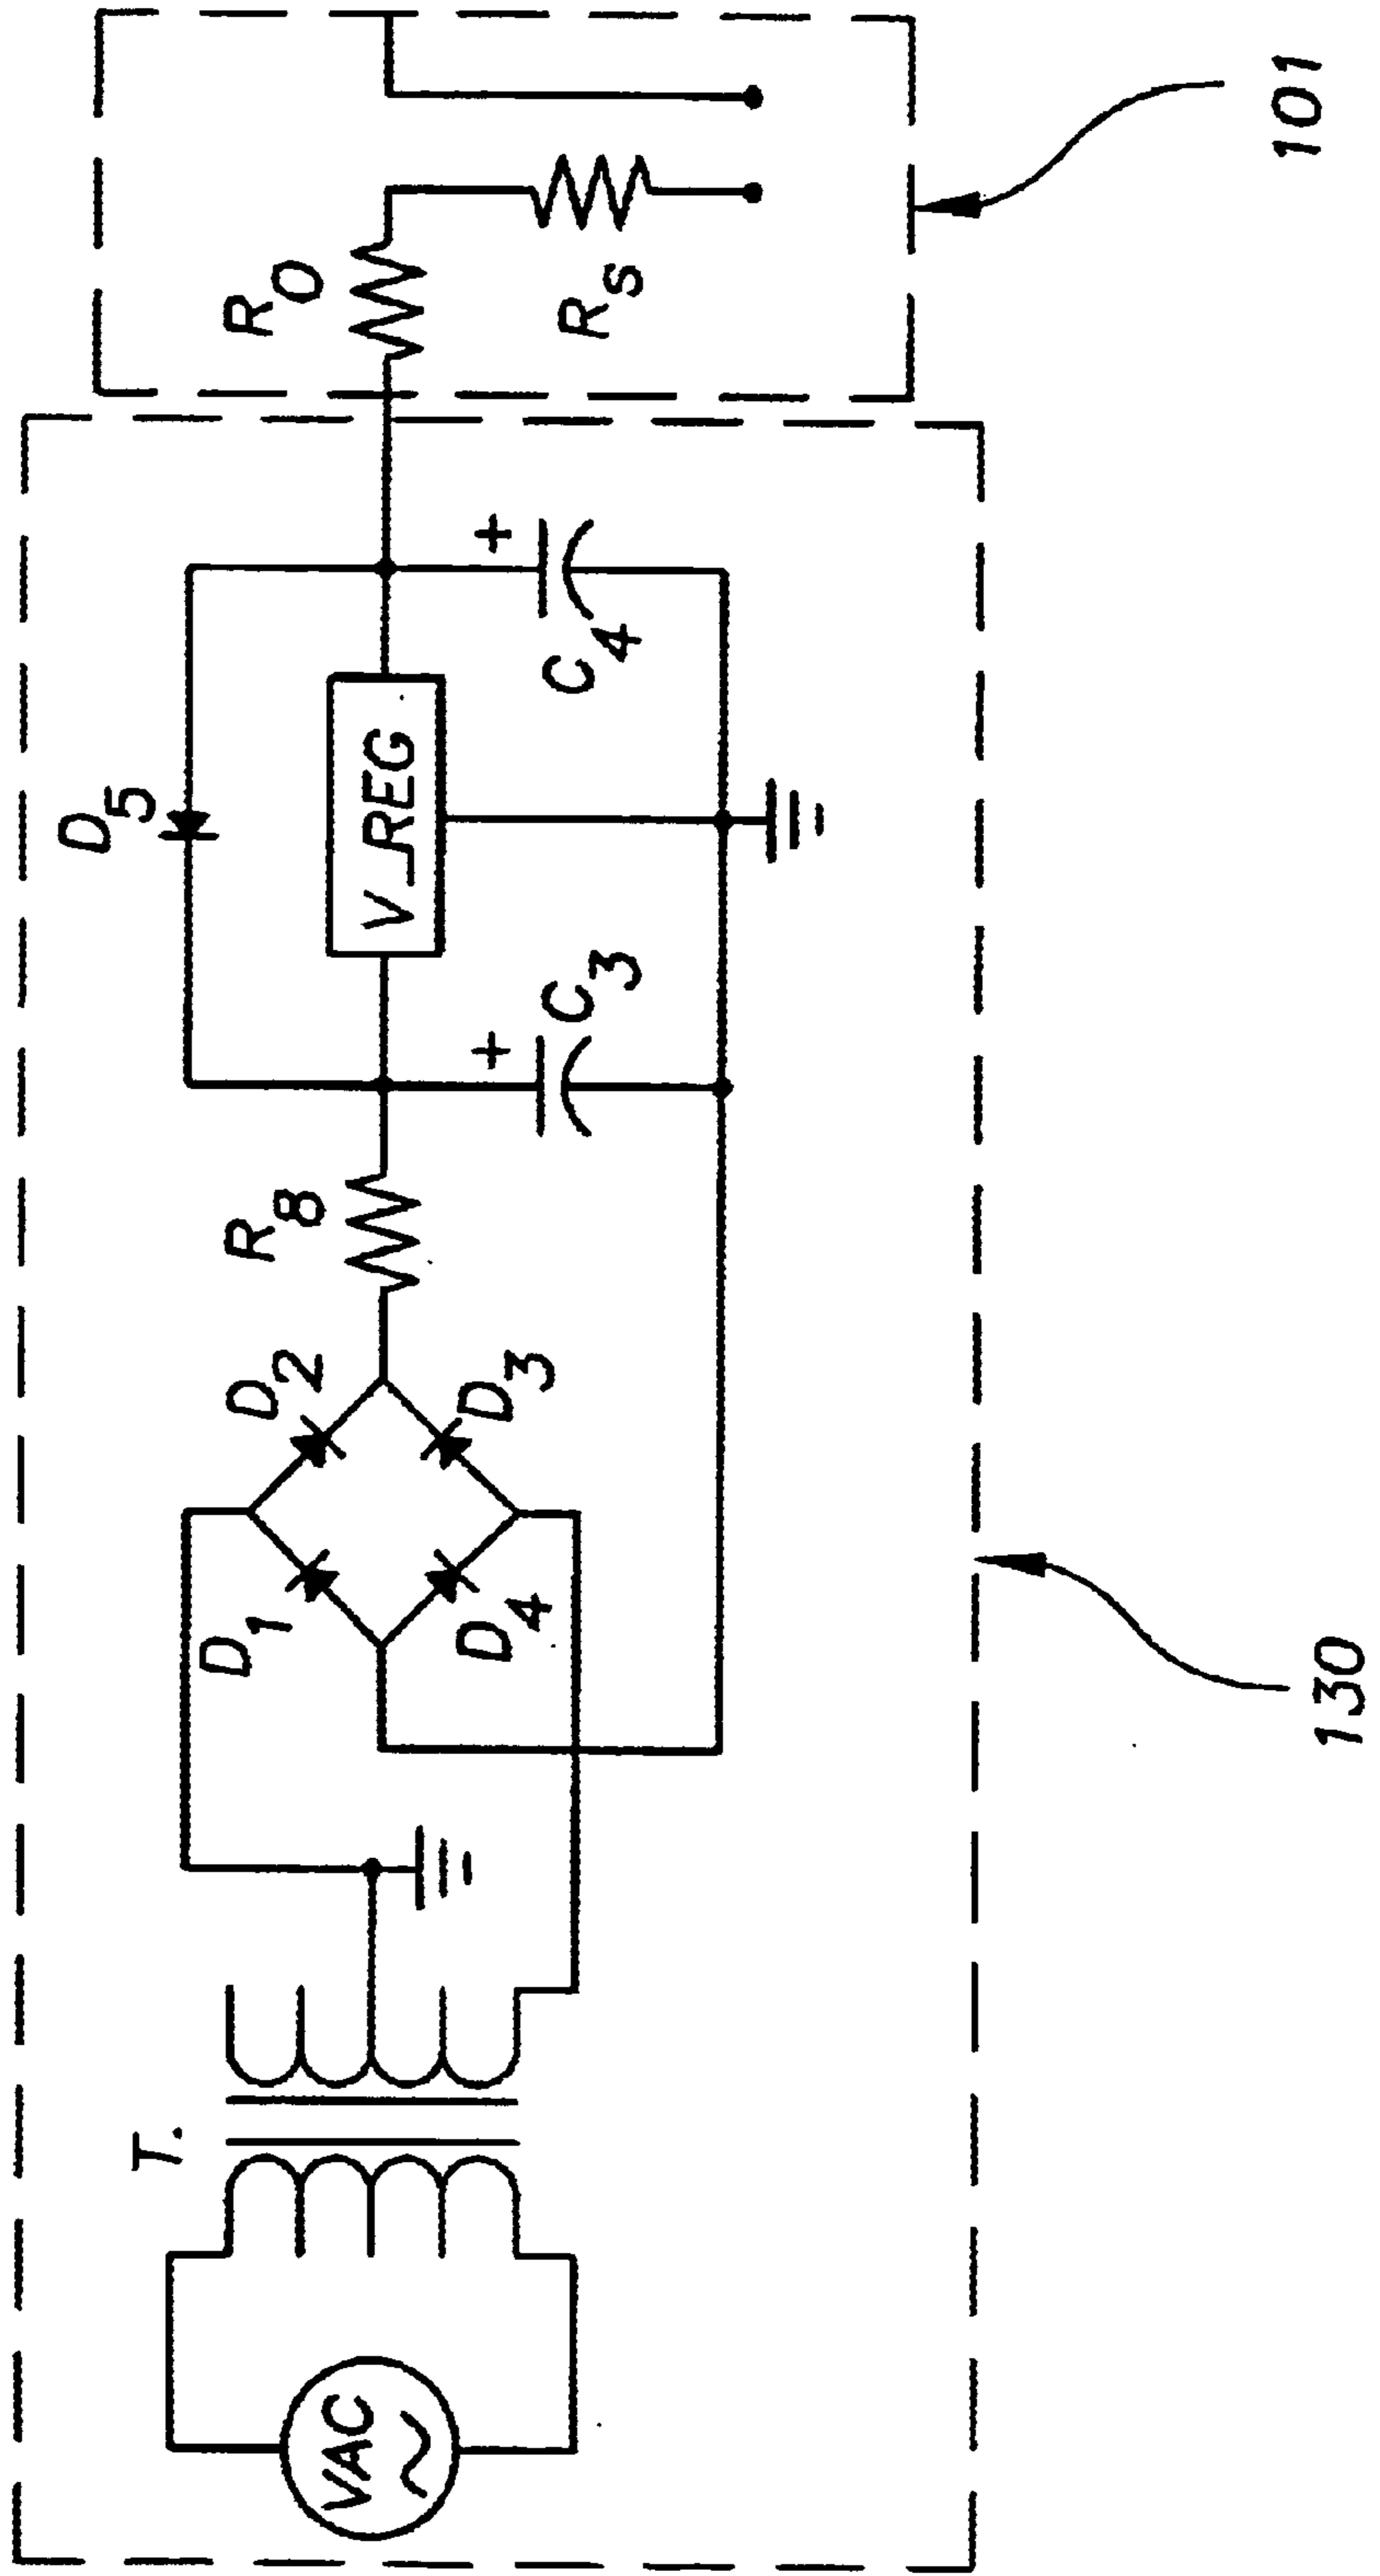 T.
VAC
D1
D2
D3
D4
R8
D5
V_REG
C3
+
C4
+
RO
RS
130
101